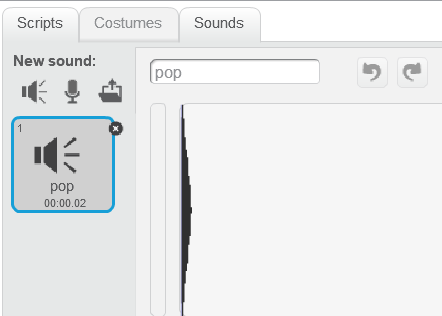 Scripts Costumes Sounds
New sound:
pop
1
pop
00:00.02